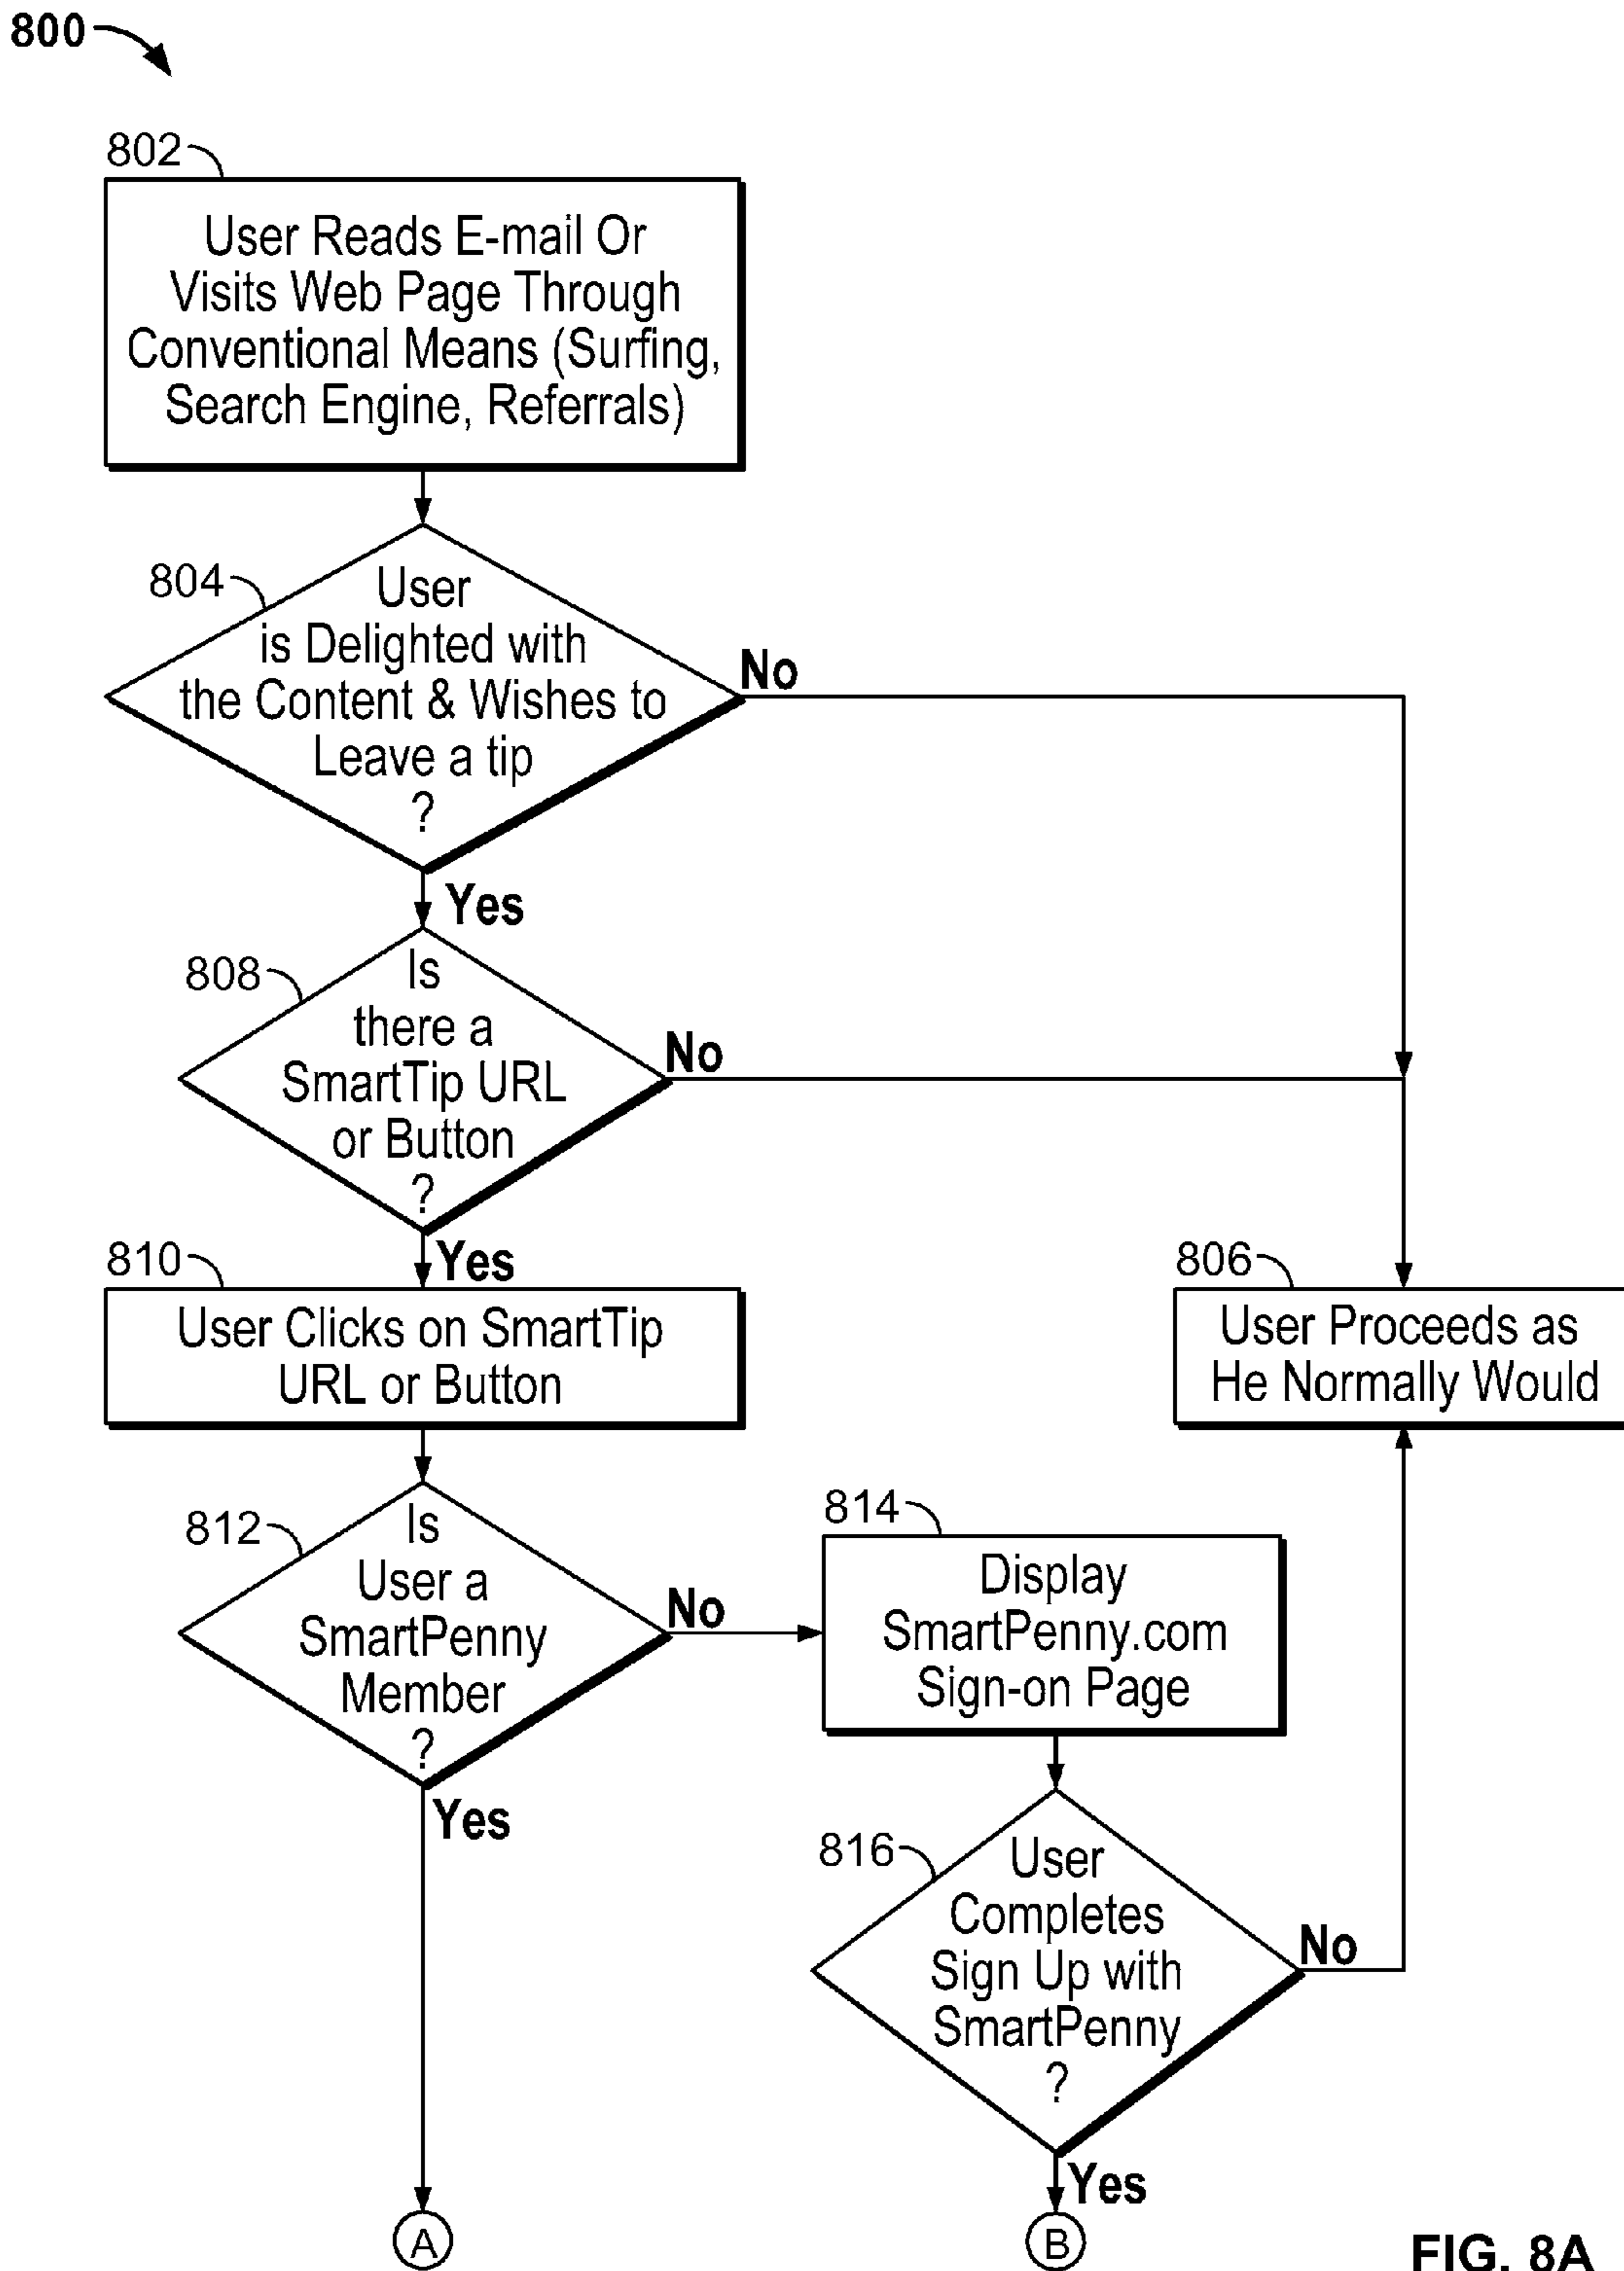 800
802
User Reads E-mail Or
Visits Web Page Through
Conventional Means (Surfing,
Search Engine, Referrals)
804
User
is Delighted with
the Content & Wishes to
Leave a tip
?
No
Yes
808
Is
there a
SmartTip URL
or Button
?
No
Yes
810
User Clicks on SmartTip
URL or Button
806
User Proceeds as
He Normally Would
812
Is
User a
SmartPenny
Member
?
No
Yes
814
Display
SmartPenny.com
Sign-on Page
816
User
Completes
Sign Up with
SmartPenny
?
No
Yes
A
B
FIG. 8A